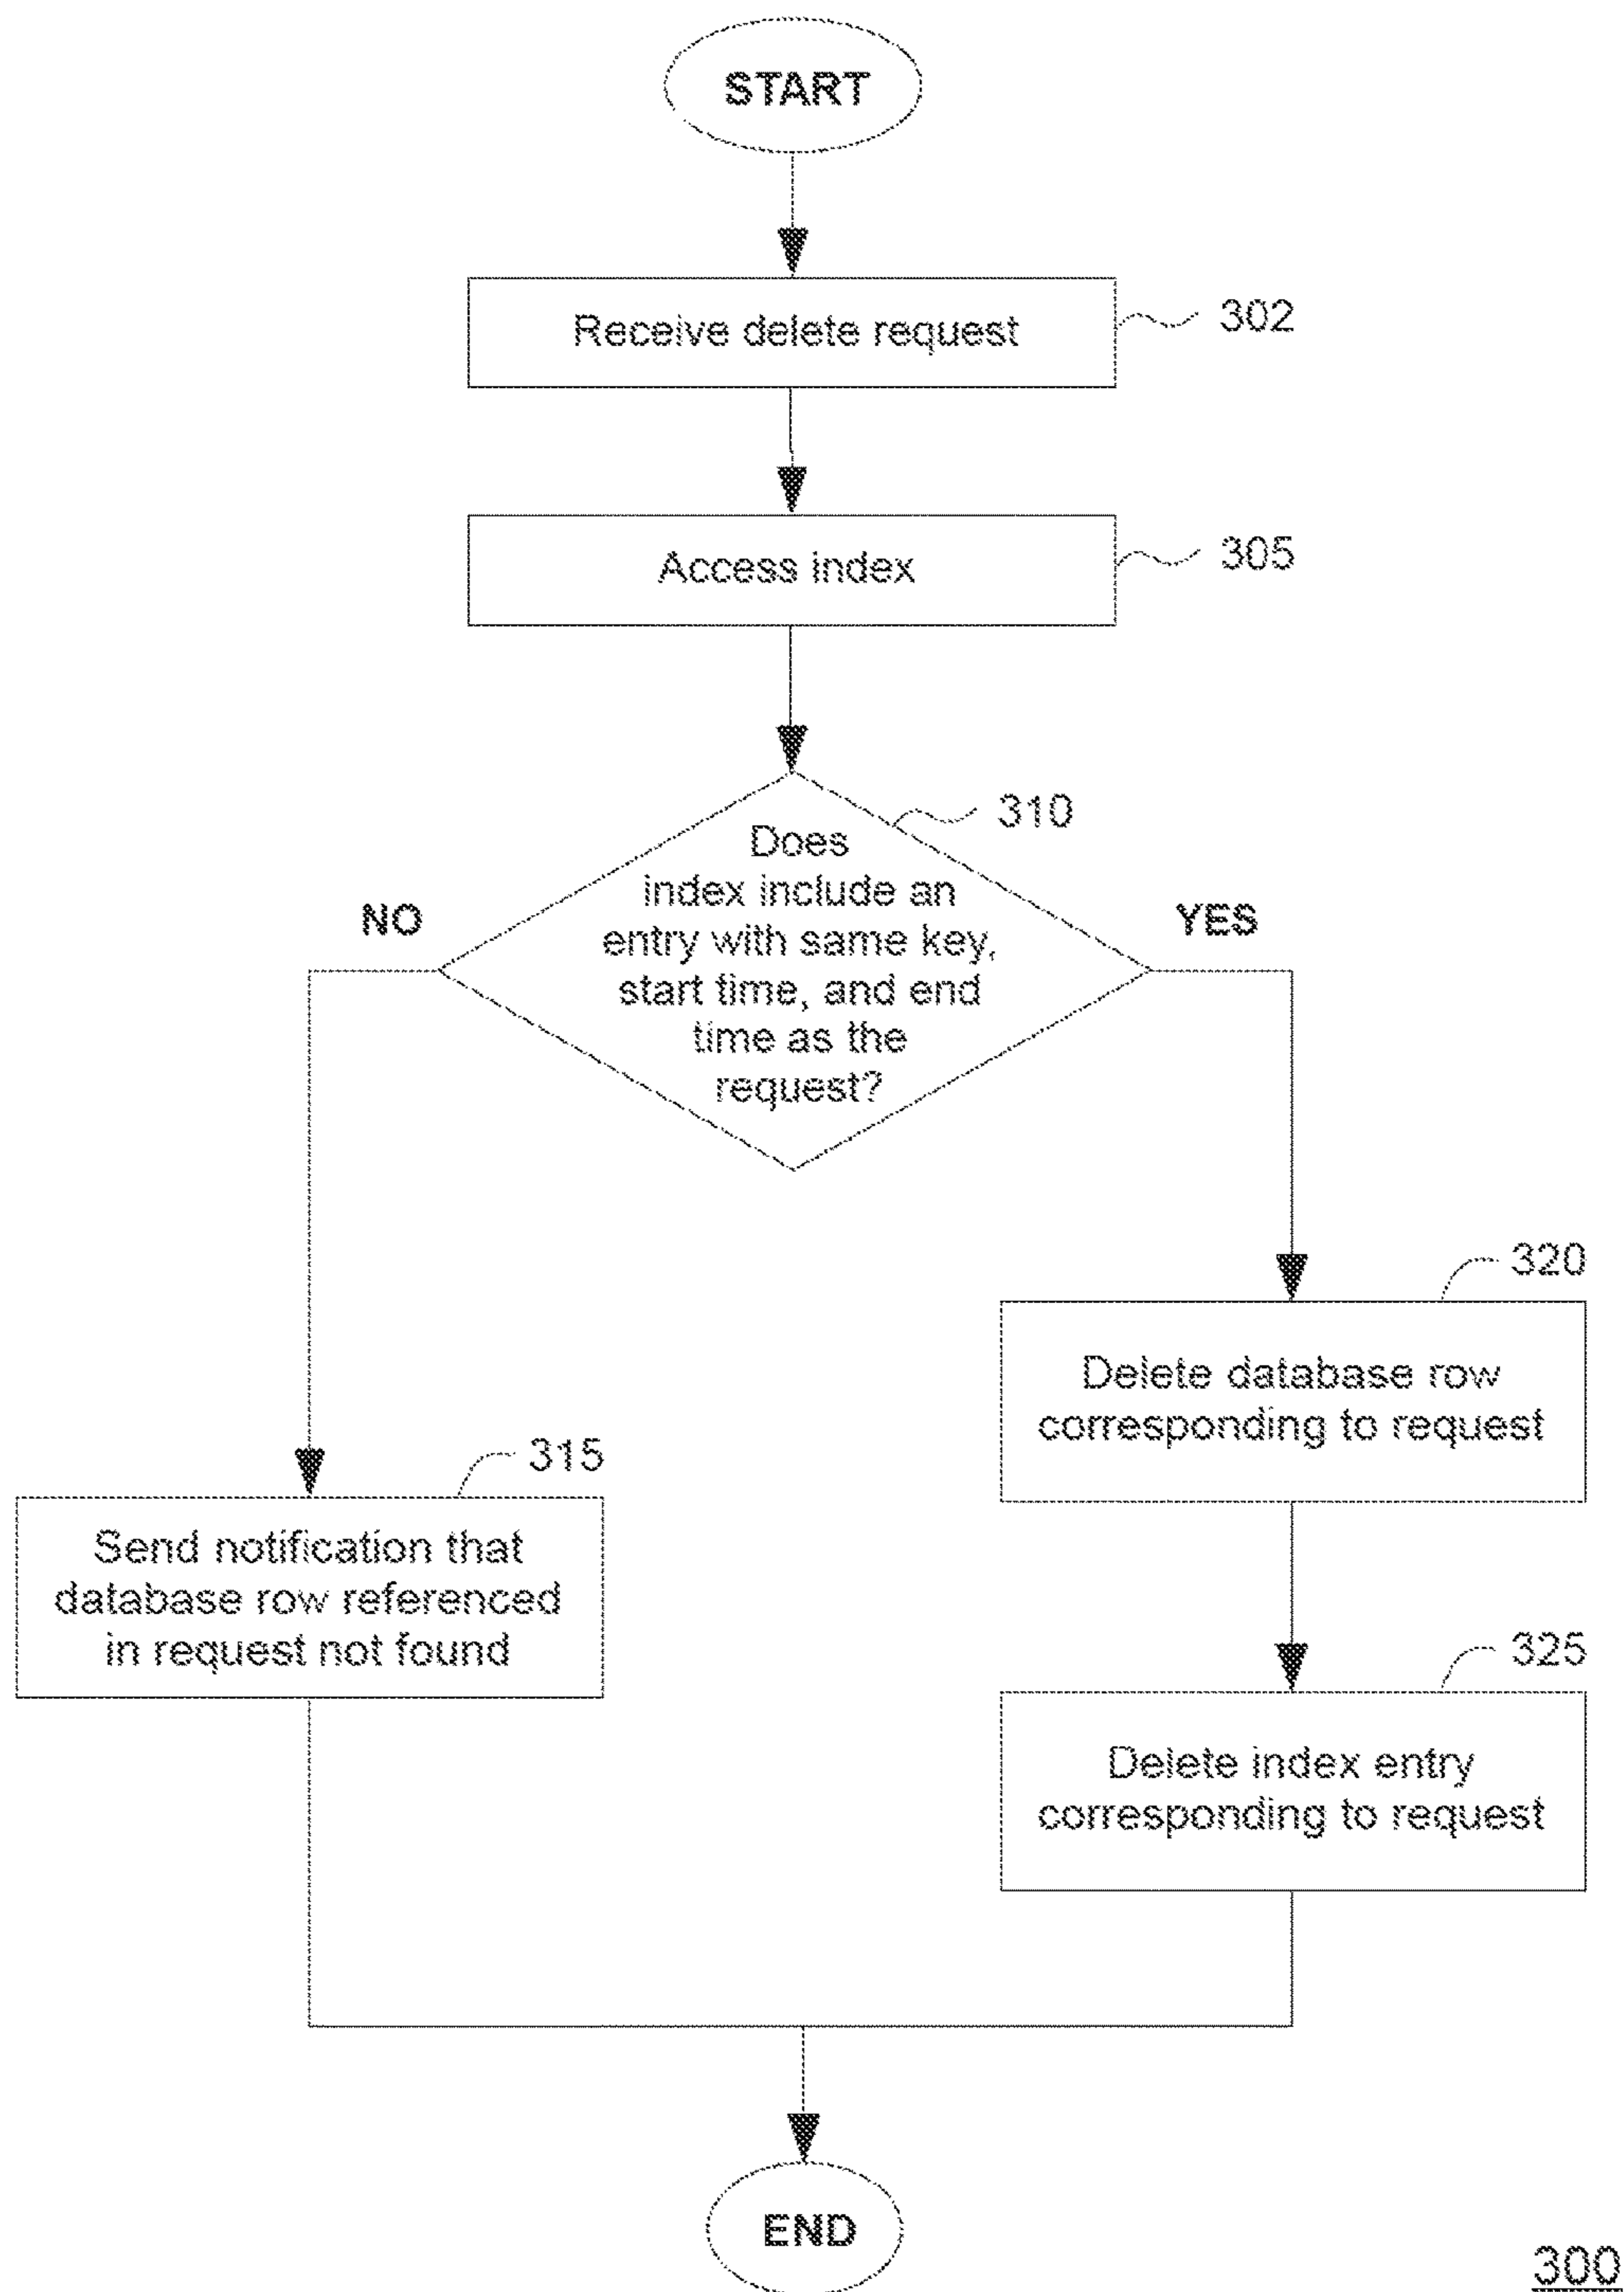 START
Receive delete request
302
Access index
305
310
Does
index include an
entry with same key,
start time, and end
time as the
request?
NO
YES
320
Delete database row
corresponding to request
315
Send notification that
database row referenced
in request not found
325
Delete index entry
corresponding to request
END
300